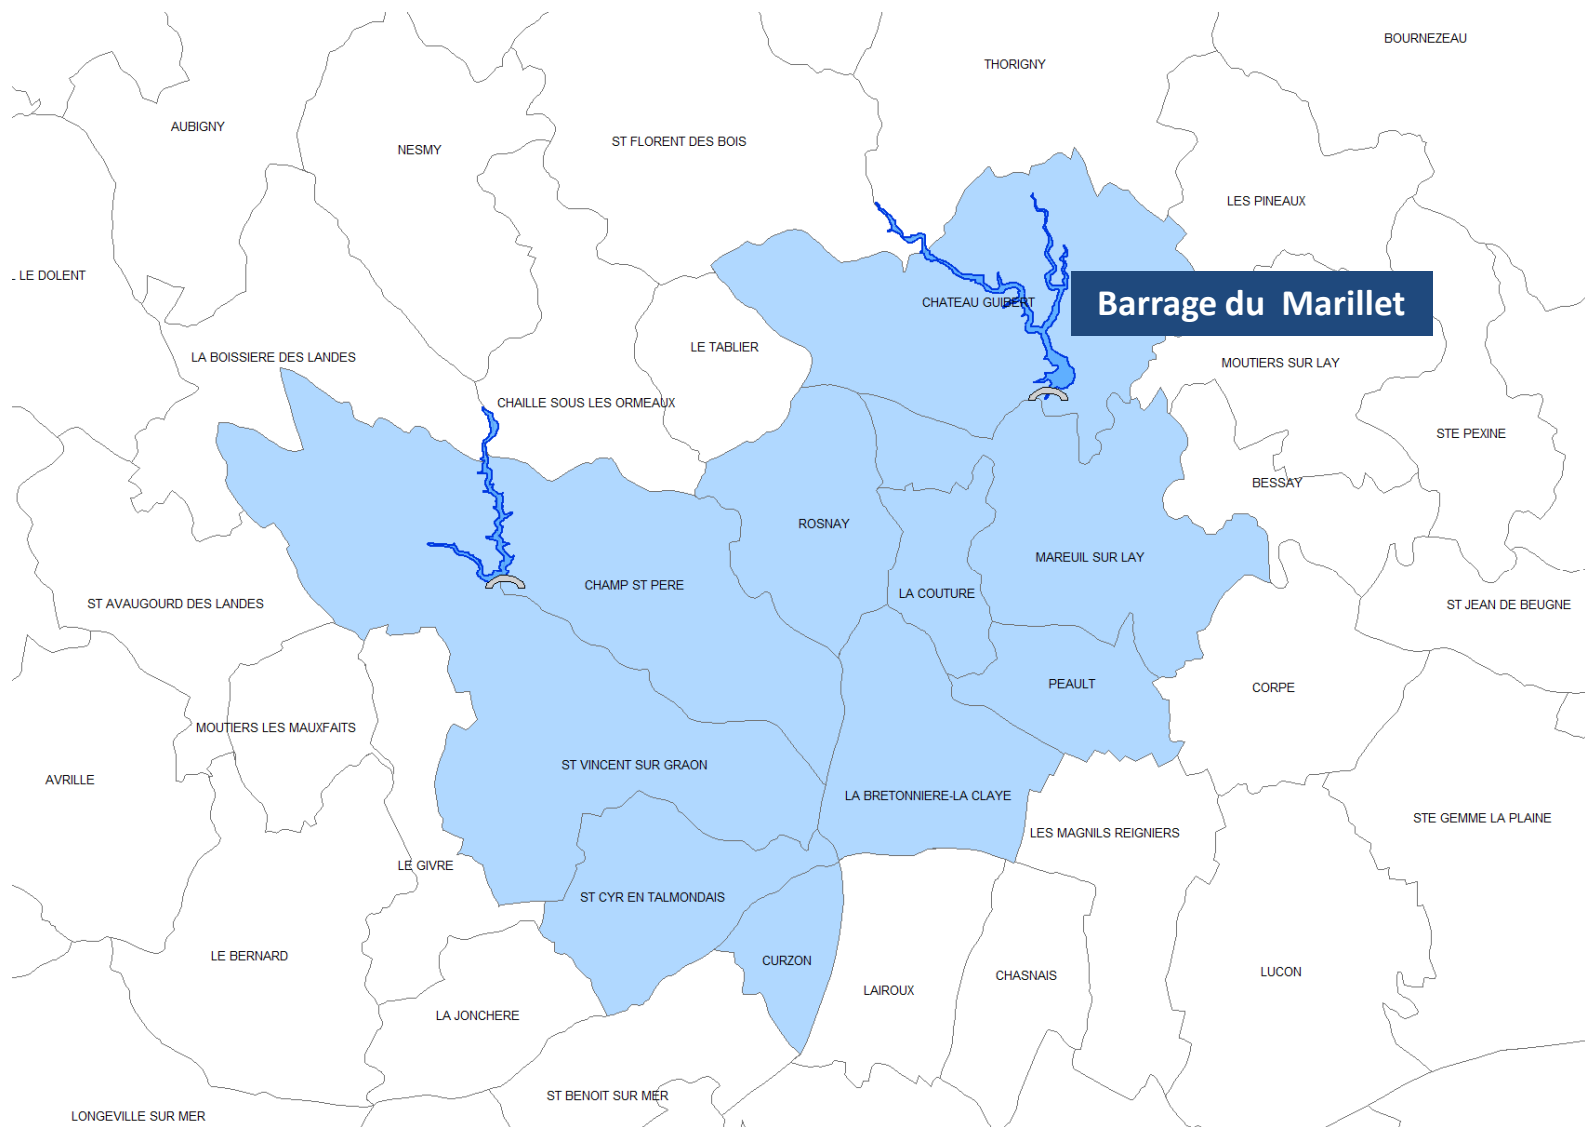 BOURNEZEAU
THORIGNY
AUBIGNY
ST FLORENT DES BOIS
NESMY
LES PINEAUX
L LE DOLENT
CHATEAU GUIBERT
Barrage du Marillet
LE TABLIER
LA BOISSIERE DES LANDES
MOUTIERS SUR LAY
CHAILLE SOUS LES ORMEAUX
STE PEXINE
BESSAY
ROSNAY
MAREUIL SUR LAY
CHAMP ST PERE
LA COUTURE
ST AVAUGOURD DES LANDES
ST JEAN DE BEUGNE
PEAULT
CORPE
MOUTIERS LES MAUXFAITS
ST VINCENT SUR GRAON
AVRILLE
LA BRETONNIERE-LA CLAYE
STE GEMME LA PLAINE
LES MAGNILS REIGNIERS
LE GIVRE
ST CYR EN TALMONDAIS
LE BERNARD
CURZON
LUCON
CHASNAIS
LAIROUX
LA JONCHERE
ST BENOIT SUR MER
LONGEVILLE SUR MER